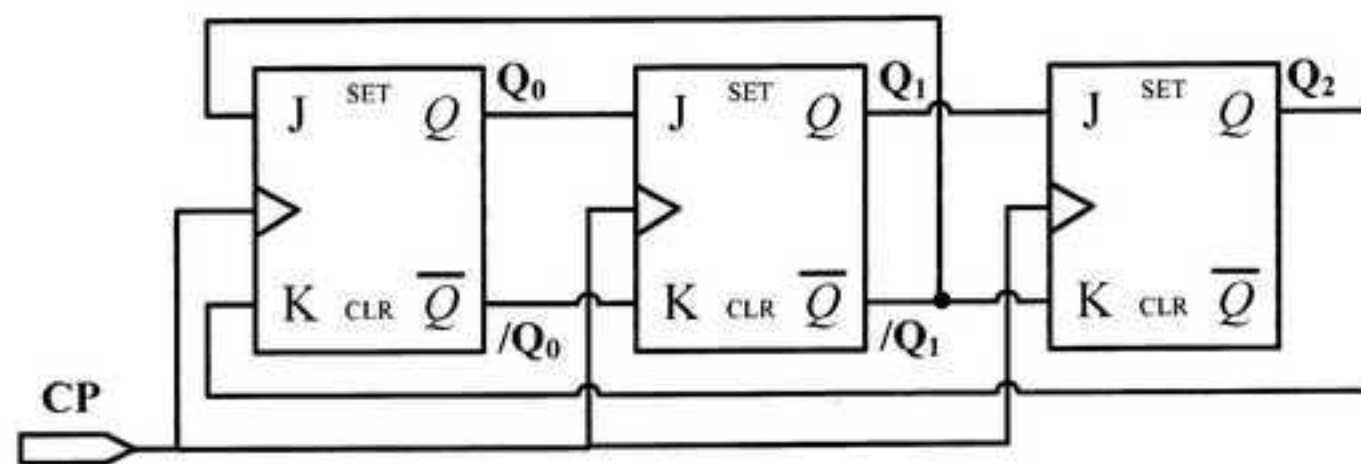 J SET Q Q₀ J SET Q Q₁ J SET Q Q₂
K CLR Q̅ /Q₀ K CLR Q̅ /Q₁ K CLR Q̅
CP